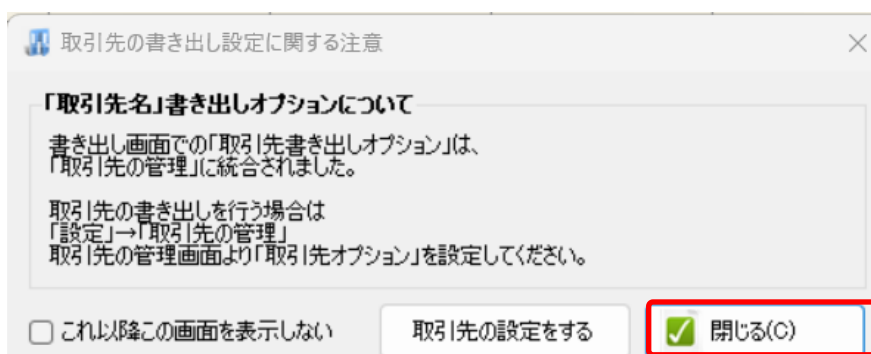 取引先の書き出し設定に関する注意
「取引先名」書き出しオプションについて
書き出し画面での「取引先書き出しオプション」は、
「取引先の管理」に統合されました。
取引先の書き出しを行う場合は
「設定」→「取引先の管理」
取引先の管理画面より「取引先オプション」を設定してください。
これ以降この画面を表示しない 取引先の設定をする 閉じる(C)